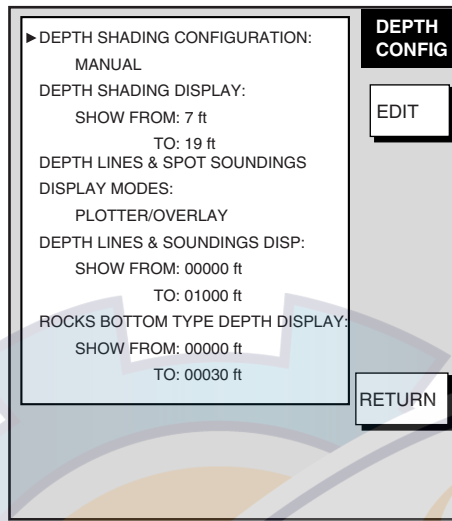 ►DEPTH SHADING CONFIGURATION:
MANUAL
DEPTH SHADING DISPLAY:
SHOW FROM: 7 ft
TO: 19 ft
DEPTH LINES & SPOT SOUNDINGS
DISPLAY MODES:
PLOTTER/OVERLAY
DEPTH LINES & SOUNDINGS DISP:
SHOW FROM: 00000 ft
TO: 01000 ft
ROCKS BOTTOM TYPE DEPTH DISPLAY:
SHOW FROM: 00000 ft
TO: 00030 ft
DEPTH
CONFIG
EDIT
RETURN